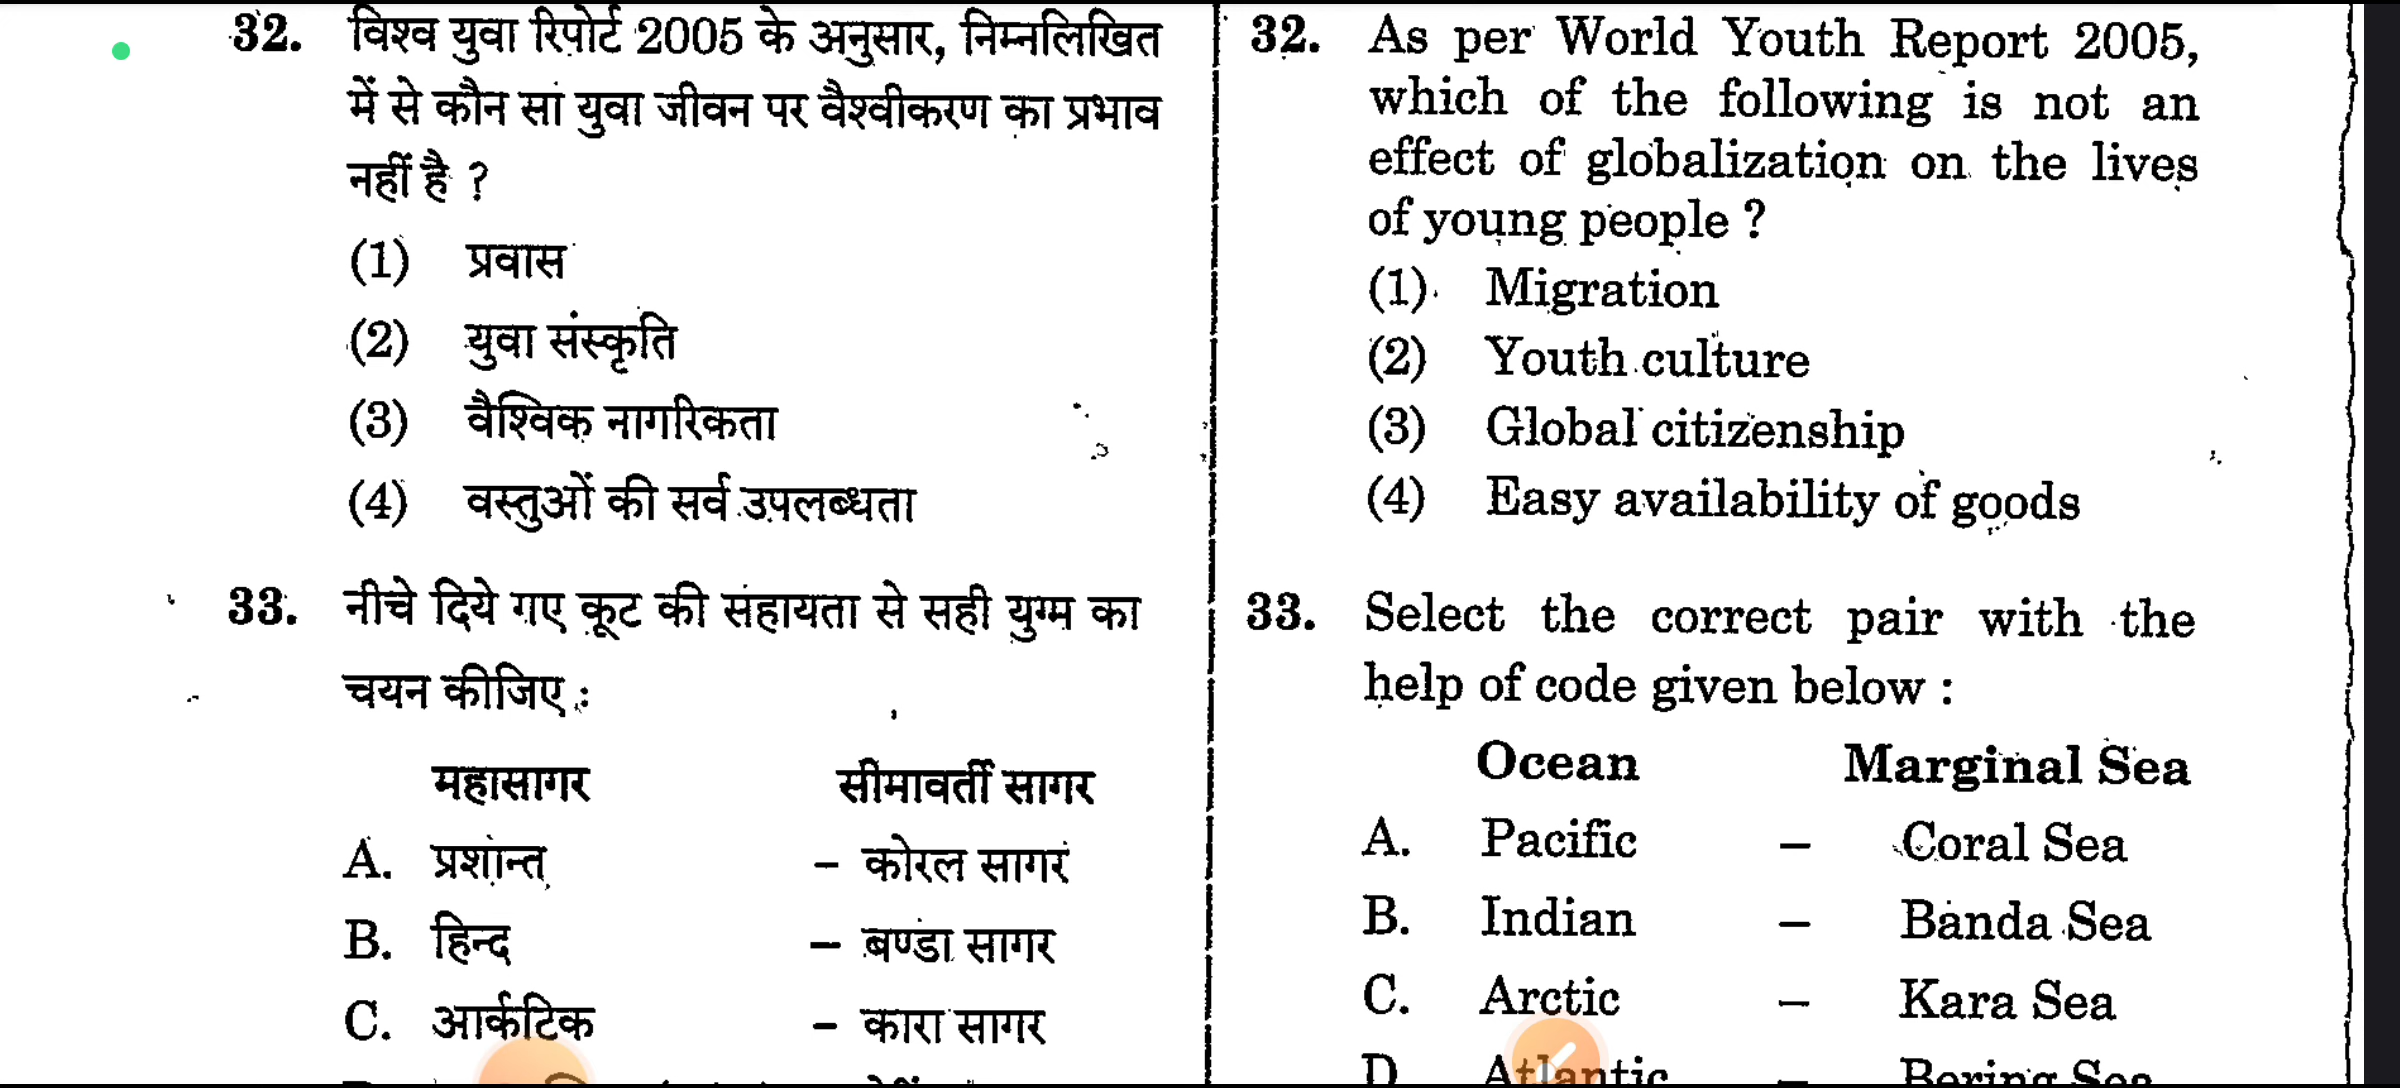 32. विश्व युवा रिपोर्ट 2005 के अनुसार, निम्नलिखित
में से कौन सा युवा जीवन पर वैश्वीकरण का प्रभाव
नहीं है ?
(1) प्रवास
(2) युवा संस्कृति
(3) वैश्विक नागरिकता
(4) वस्तुओं की सर्व उपलब्धता
33. नीचे दिये गए कूट की सहायता से सही युग्म का
चयन कीजिए :
महासागर सीमावर्ती सागर
A. प्रशान्त – कोरल सागर
B. हिन्द – बण्डा सागर
C. आर्कटिक – कारा सागर
32. As per World Youth Report 2005,
which of the following is not an
effect of globalization on the lives
of young people ?
(1) Migration
(2) Youth culture
(3) Global citizenship
(4) Easy availability of goods
33. Select the correct pair with the
help of code given below :
Ocean Marginal Sea
A. Pacific – Coral Sea
B. Indian – Banda Sea
C. Arctic – Kara Sea
D. Atlantic – Bering Sea